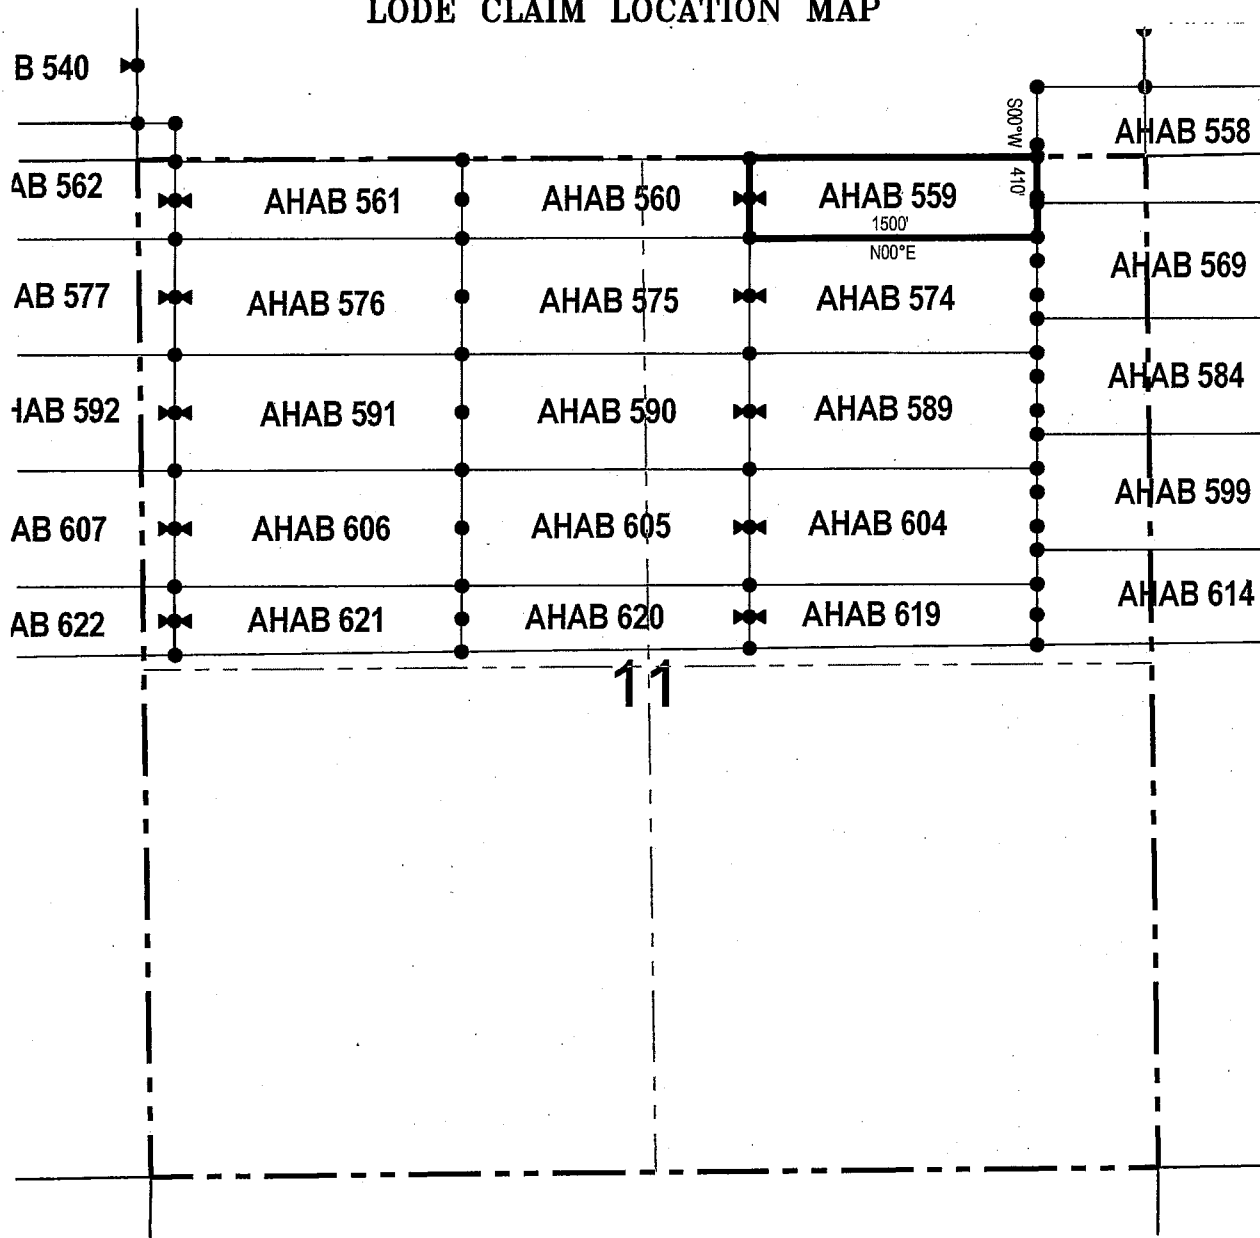 LODE CLAIM LOCATION MAP
B 540
S00°W
AHAB 558
AB 562
AHAB 561
AHAB 560
AHAB 559
410'
1500'
N00°E
AB 577
AHAB 576
AHAB 575
AHAB 574
AHAB 569
HAB 592
AHAB 591
AHAB 590
AHAB 589
AHAB 584
AB 607
AHAB 606
AHAB 605
AHAB 604
AHAB 599
AB 622
AHAB 621
AHAB 620
AHAB 619
AHAB 614
11